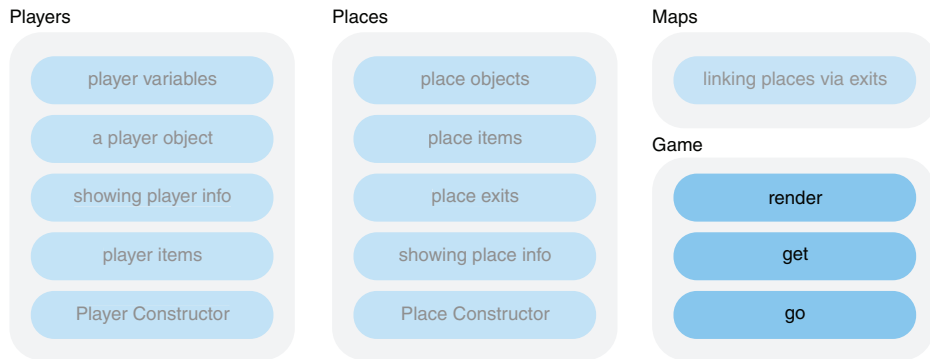 Players
player variables
a player object
showing player info
player items
Player Constructor
Places
place objects
place items
place exits
showing place info
Place Constructor
Maps
linking places via exits
Game
render
get
go